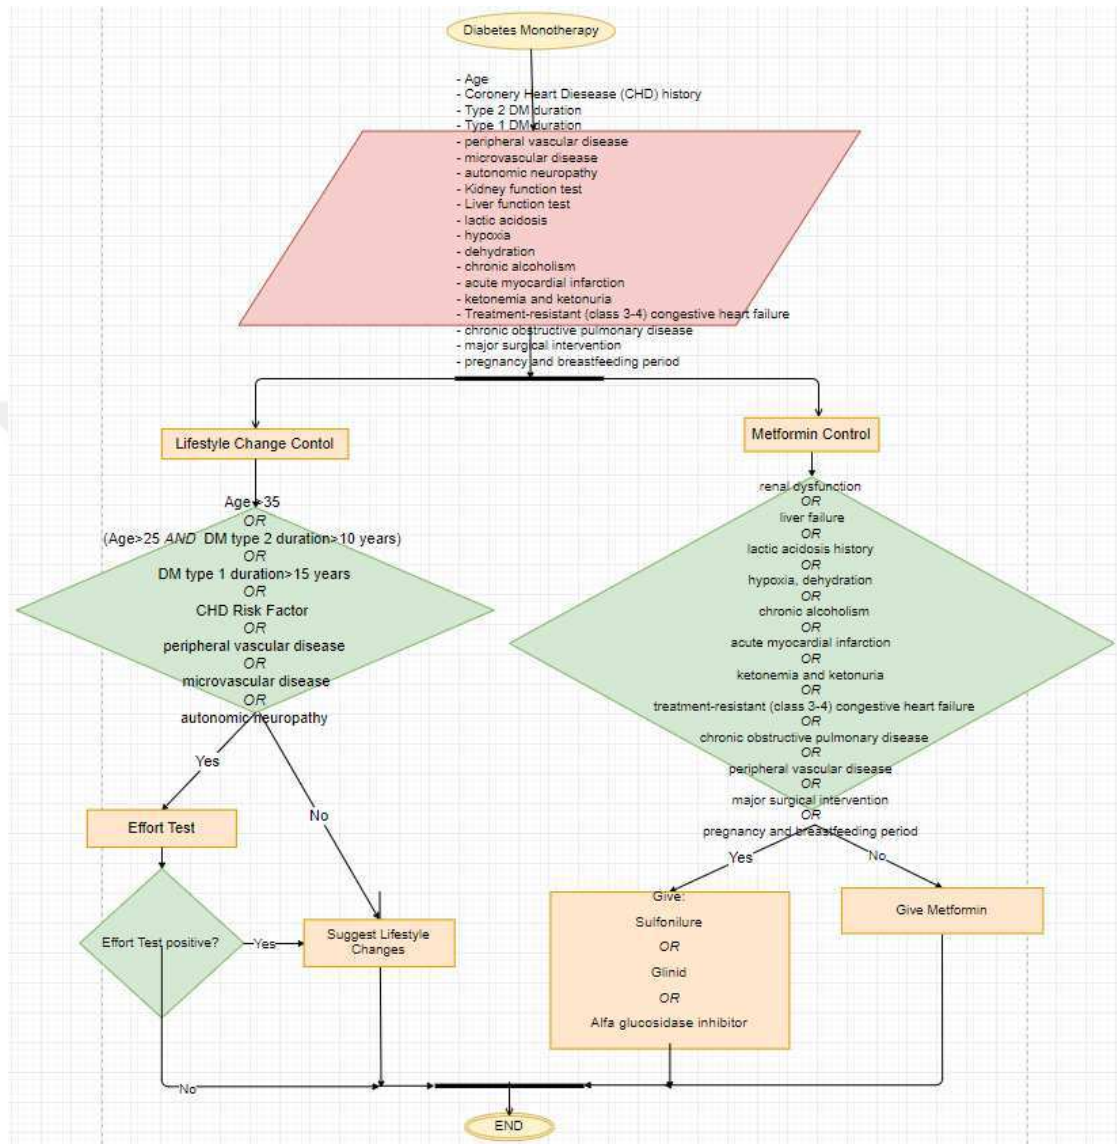 Diabetes Monotherapy
- Age
- Coronery Heart Diesease (CHD) history
- Type 2 DM duration
- Type 1 DM duration
- peripheral vascular disease
- microvascular disease
- autonomic neuropathy
- Kidney function test
- Liver function test
- lactic acidosis
- hypoxia
- dehydration
- chronic alcoholism
- acute myocardial infarction
- ketonemia and ketonuria
- Treatment-resistant (class 3-4) congestive heart failure
- chronic obstructive pulmonary disease
- major surgical intervention
- pregnancy and breastfeeding period
Lifestyle Change Contol
Age >35
OR
(Age>25 AND DM type 2 duration>10 years)
OR
DM type 1 duration>15 years
OR
CHD Risk Factor
OR
peripheral vascular disease
OR
microvascular disease
OR
autonomic neuropathy
Yes
No
Effort Test
Effort Test positive?
Yes
Suggest Lifestyle
Changes
No
Metformin Control
renal dysfunction
OR
liver failure
OR
lactic acidosis history
OR
hypoxia, dehydration
OR
chronic alcoholism
OR
acute myocardial infarction
OR
ketonemia and ketonuria
OR
treatment-resistant (class 3-4) congestive heart failure
OR
chronic obstructive pulmonary disease
OR
peripheral vascular disease
OR
major surgical intervention
OR
pregnancy and breastfeeding period
Yes
No
Give:
Sulfonilure
OR
Glinid
OR
Alfa glucosidase inhibitor
Give Metformin
END